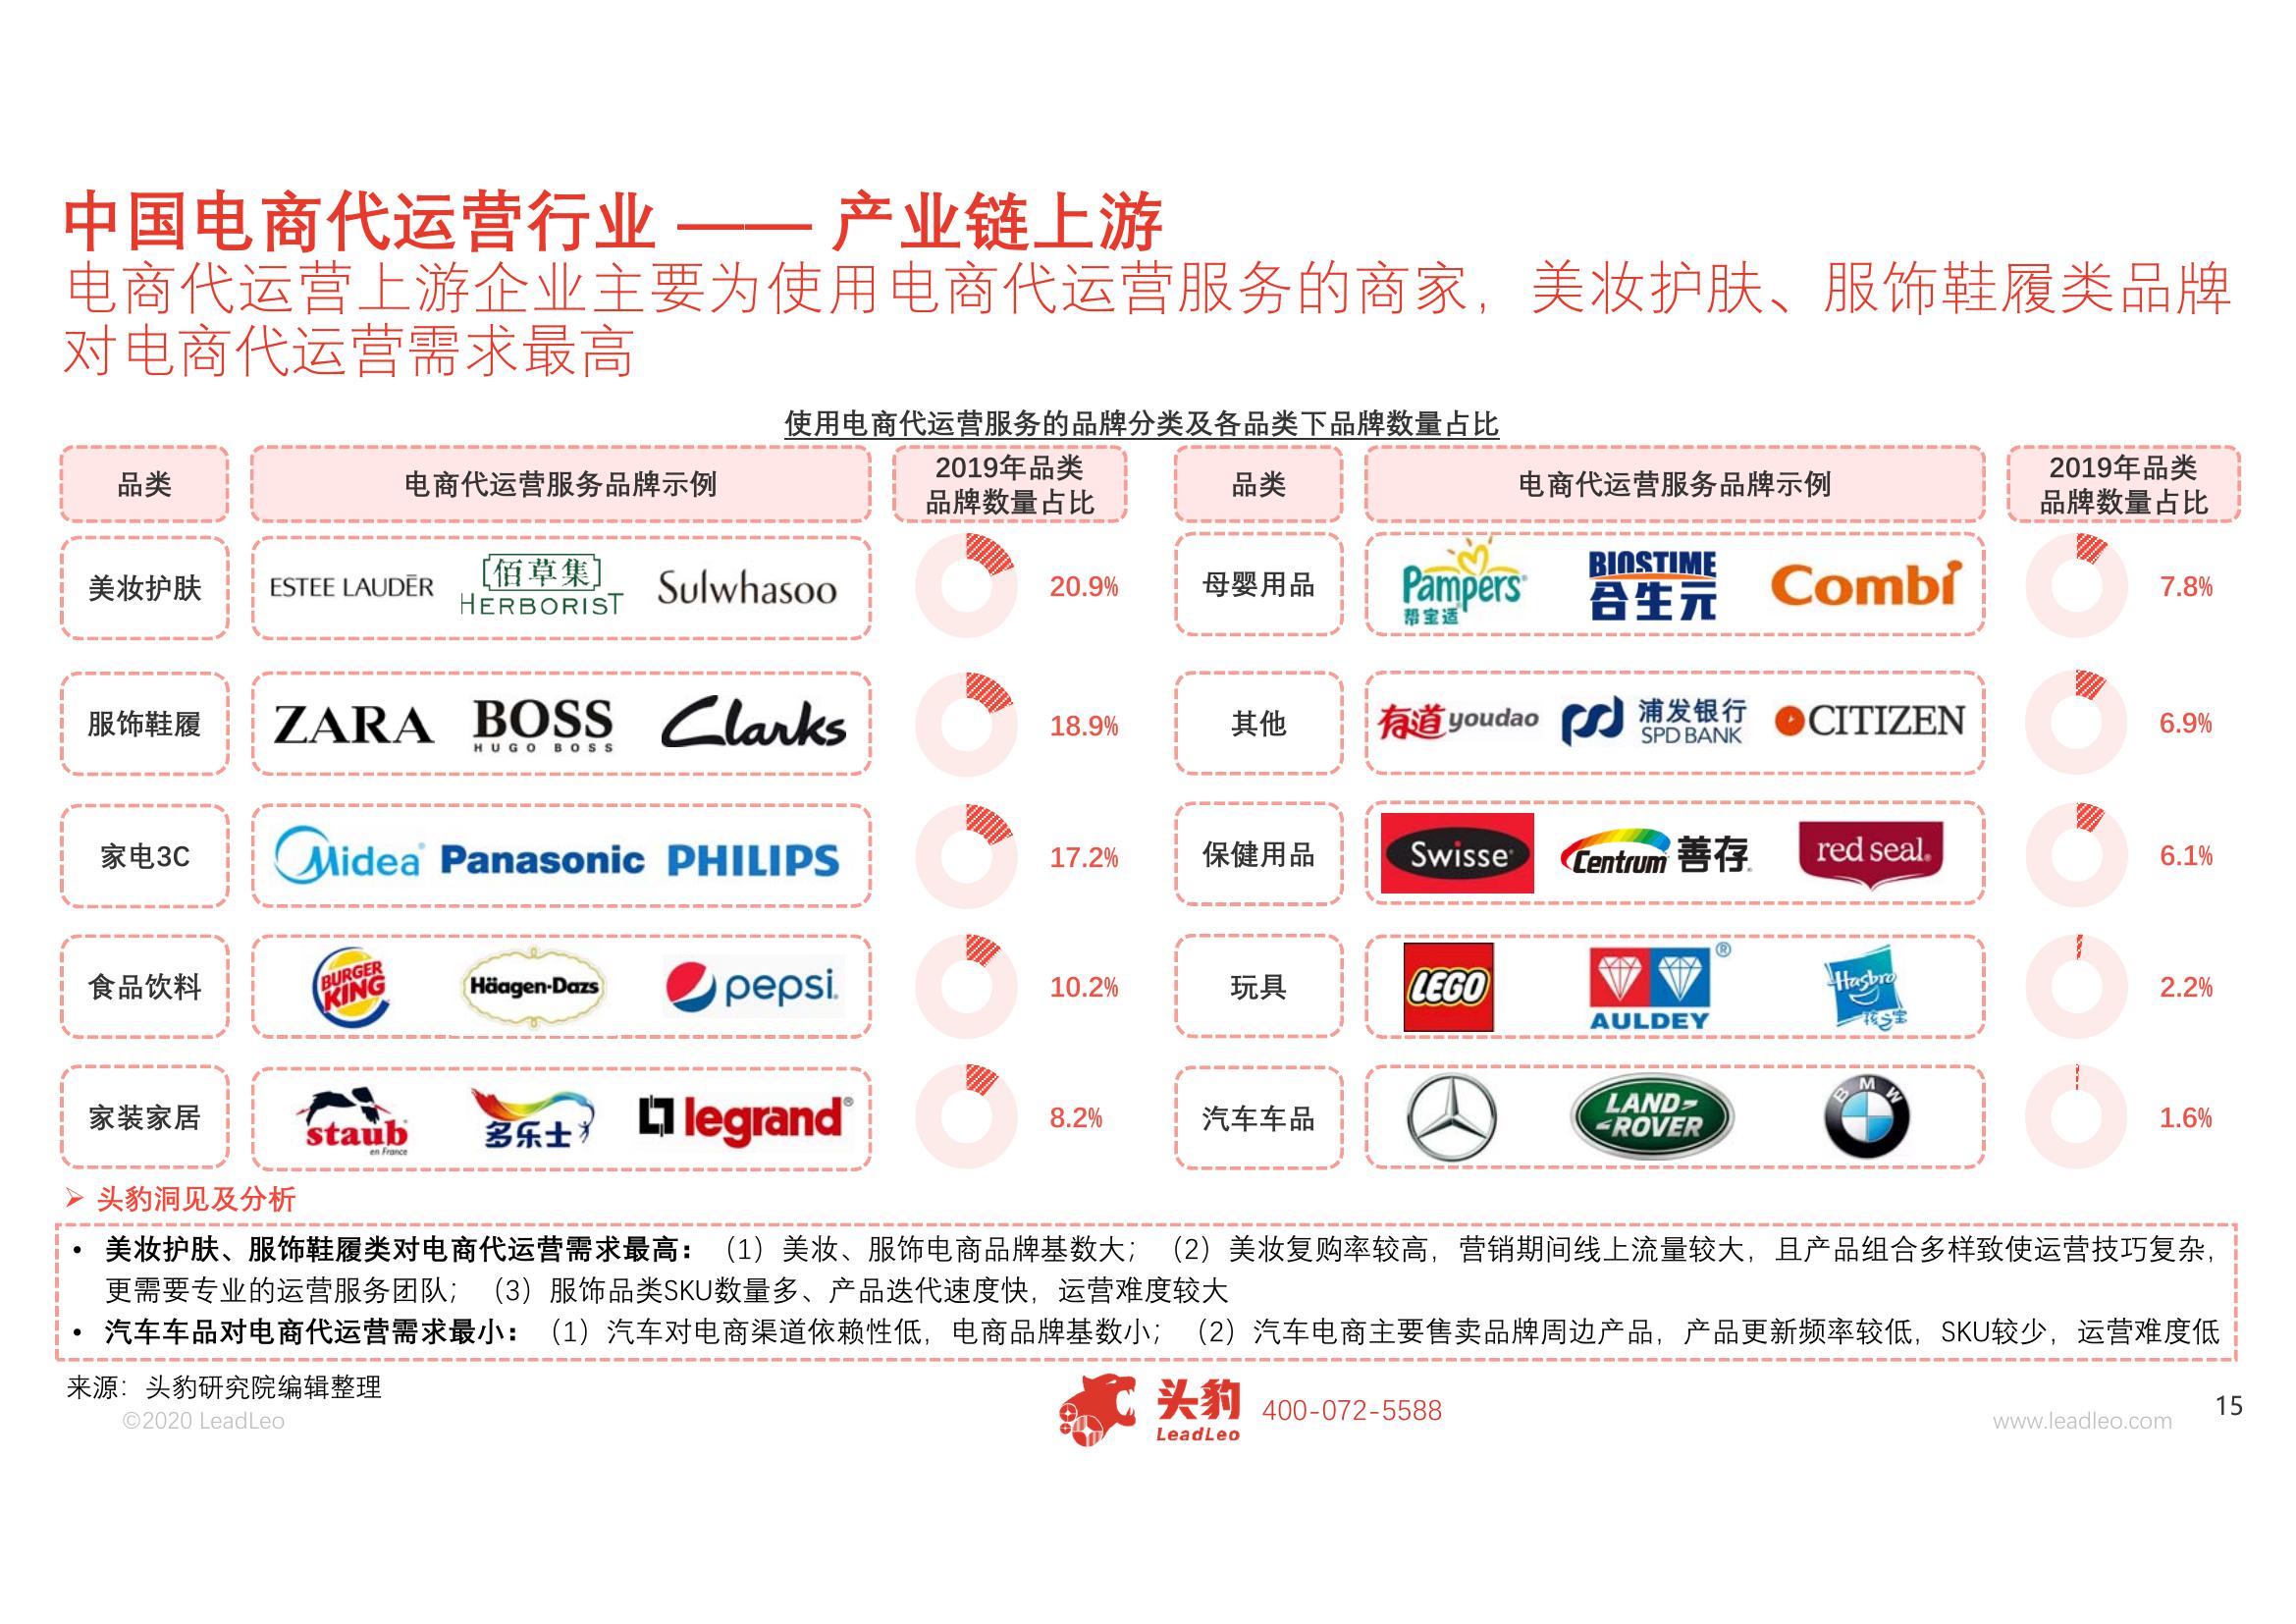 中国电商代运营行业 —— 产业链上游
电商代运营上游企业主要为使用电商代运营服务的商家，美妆护肤、服饰鞋履类品牌
对电商代运营需求最高
使用电商代运营服务的品牌分类及各品类下品牌数量占比
品类
电商代运营服务品牌示例
2019年品类
品牌数量占比
美妆护肤
ESTEE LAUDER
佰草集
HERBORIST
Sulwhasoo
20.9%
服饰鞋履
ZARA
BOSS
HUGO BOSS
Clarks
18.9%
家电3C
Midea
Panasonic
PHILIPS
17.2%
食品饮料
BURGER
KING
Häagen-Dazs
pepsi
10.2%
家装家居
staub
en France
多乐士
legrand®
8.2%
品类
电商代运营服务品牌示例
2019年品类
品牌数量占比
母婴用品
Pampers
帮宝适
BIOSTIME
合生元
Combi
7.8%
其他
有道youdao
浦发银行
SPD BANK
CITIZEN
6.9%
保健用品
Swisse
Centrum 善存
red seal
6.1%
玩具
LEGO
AULDEY®
Hasbro
孩之宝
2.2%
汽车车品
LAND-
-ROVER
BMW
1.6%
➢ 头豹洞见及分析
• 美妆护肤、服饰鞋履类对电商代运营需求最高：（1）美妆、服饰电商品牌基数大；（2）美妆复购率较高，营销期间线上流量较大，且产品组合多样致使运营技巧复杂，
更需要专业的运营服务团队；（3）服饰品类SKU数量多、产品迭代速度快，运营难度较大
• 汽车车品对电商代运营需求最小：（1）汽车对电商渠道依赖性低，电商品牌基数小；（2）汽车电商主要售卖品牌周边产品，产品更新频率较低，SKU较少，运营难度低
来源：头豹研究院编辑整理
©2020 LeadLeo
头豹
LeadLeo
400-072-5588
www.leadleo.com
15